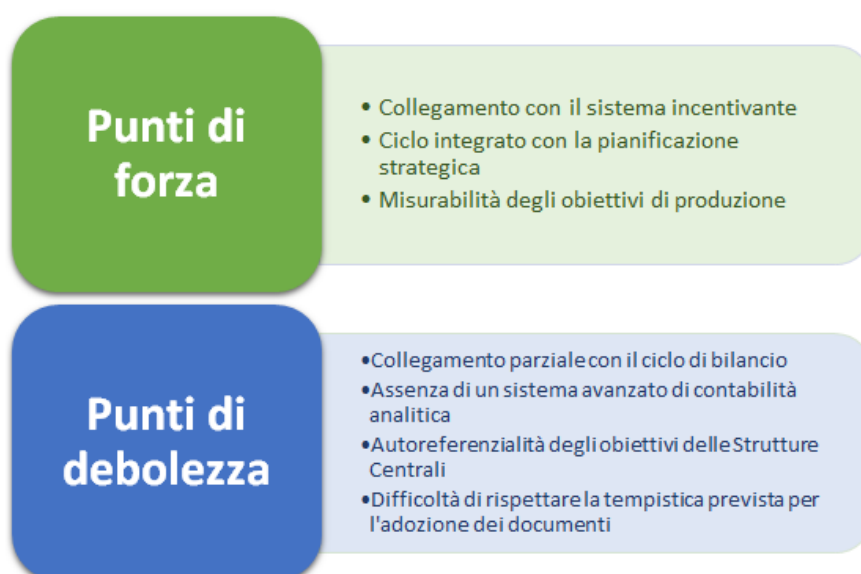 Punti di
forza
• Collegamento con il sistema incentivante
• Ciclo integrato con la pianificazione
strategica
• Misurabilità degli obiettivi di produzione
Punti di
debolezza
•Collegamento parziale con il ciclo di bilancio
•Assenza di un sistema avanzato di contabilità
analitica
•Autoreferenzialità degli obiettivi delle Strutture
Centrali
•Difficoltà di rispettare la tempistica prevista per
l'adozione dei documenti